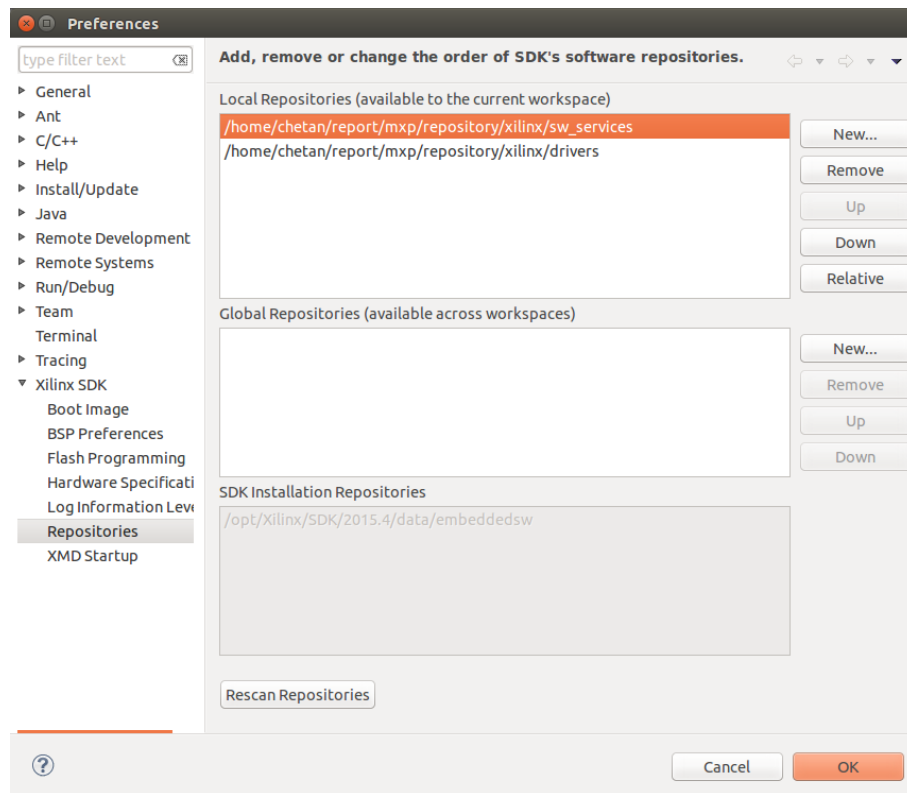 Preferences
type filter text
General
Ant
C/C++
Help
Install/Update
Java
Remote Development
Remote Systems
Run/Debug
Team
Terminal
Tracing
Xilinx SDK
Boot Image
BSP Preferences
Flash Programming
Hardware Specificati
Log Information Leve
Repositories
XMD Startup
Add, remove or change the order of SDK's software repositories.
Local Repositories (available to the current workspace)
/home/chetan/report/mxp/repository/xilinx/sw_services
/home/chetan/report/mxp/repository/xilinx/drivers
New...
Remove
Up
Down
Relative
Global Repositories (available across workspaces)
New...
Remove
Up
Down
SDK Installation Repositories
/opt/Xilinx/SDK/2015.4/data/embeddedsw
Rescan Repositories
?
Cancel
OK